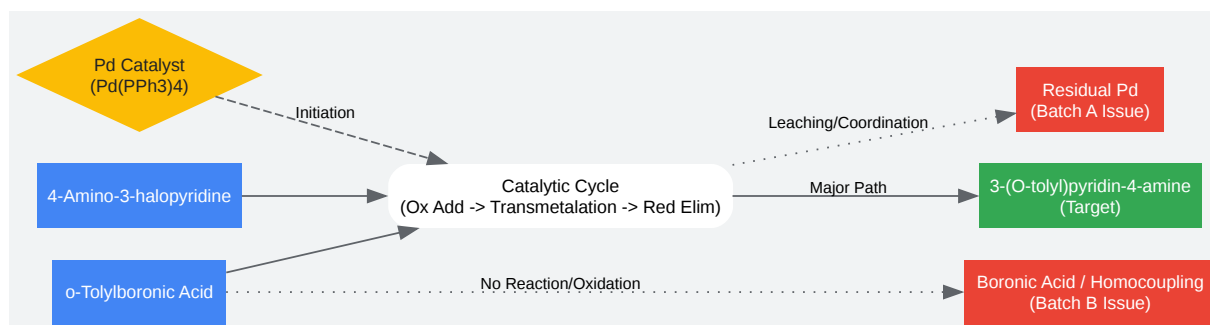 Pd Catalyst
(Pd(PPh3)4)
Initiation
Leaching/Coordination
Residual Pd
(Batch A Issue)
4-Amino-3-halopyridine
Catalytic Cycle
(Ox Add -> Transmetalation -> Red Elim)
Major Path
3-(O-tolyl)pyridin-4-amine
(Target)
o-Tolylboronic Acid
No Reaction/Oxidation
Boronic Acid / Homocoupling
(Batch B Issue)